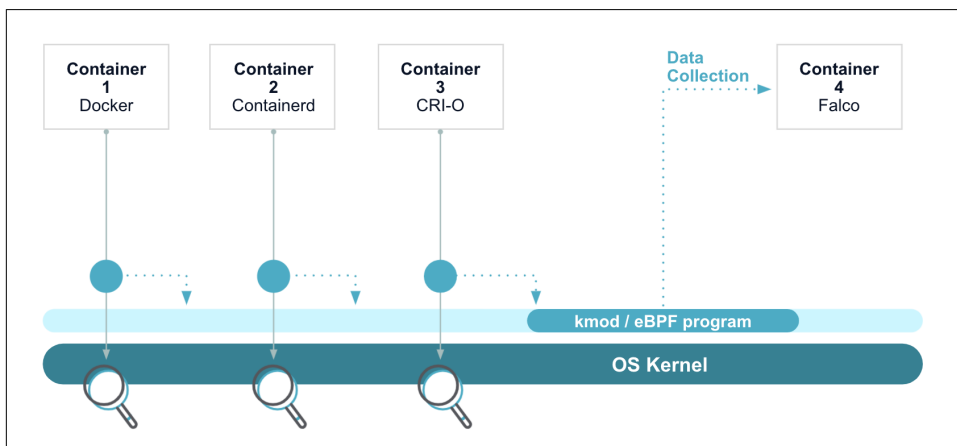 Container
1
Docker
Container
2
Containerd
Container
3
CRI-O
Data
Collection
Container
4
Falco
kmod / eBPF program
OS Kernel